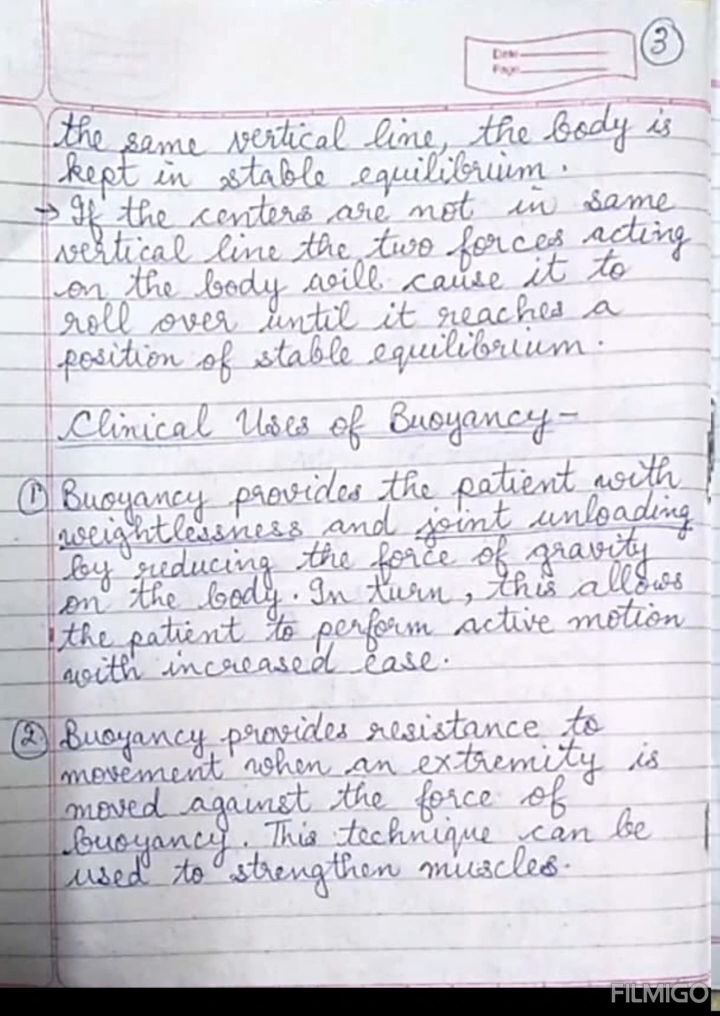 3
Date
Page
the same vertical line, the body is
kept in stable equilibrium.
→ If the centers are not in same
vertical line the two forces acting
on the body will cause it to
roll over until it reaches a
position of stable equilibrium.
Clinical Uses of Buoyancy-
1 Buoyancy provides the patient with
weightlessness and joint unloading
by reducing the force of gravity
on the body. In turn, this allows
the patient to perform active motion
with increased ease.
2 Buoyancy provides resistance to
movement when an extremity is
moved against the force of
buoyancy. This technique can be
used to strengthen muscles.
FILMIGO